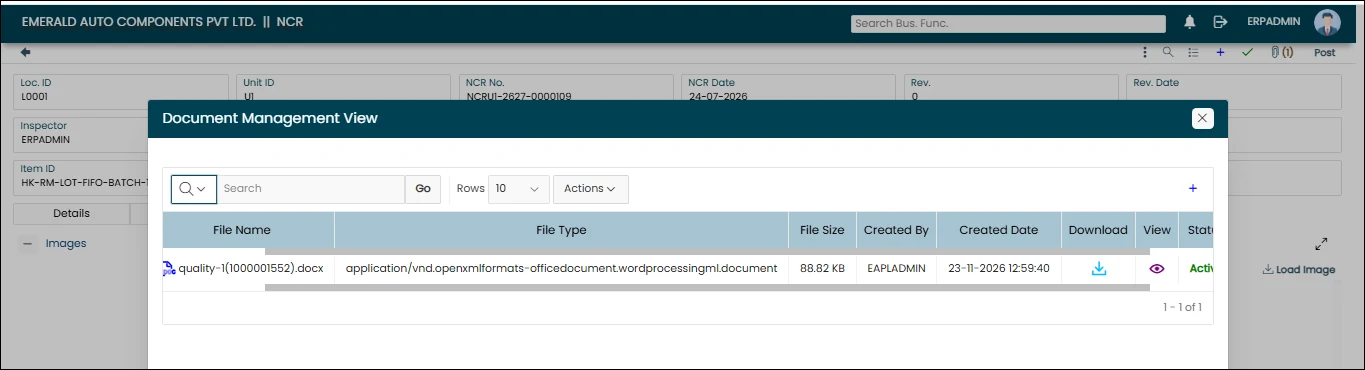 EMERALD AUTO COMPONENTS PVT LTD. || NCR
Search Bus. Func.
ERPADMIN
(1)
Post
Loc. ID
L0001
Unit ID
U1
NCR No.
NCRU1-2627-0000109
NCR Date
24-07-2026
Rev.
0
Rev. Date
Inspector
ERPADMIN
Item ID
HK-RM-LOT-FIFO-BATCH-1
Details
Images
Load Image
Document Management View
Search
Go
Rows
10
Actions
File Name File Type File Size Created By Created Date Download View Statu
quality-1(1000001552).docx application/vnd.openxmlformats-officedocument.wordprocessingml.document 88.82 KB EAPLADMIN 23-11-2026 12:59:40 Activ
1 - 1 of 1